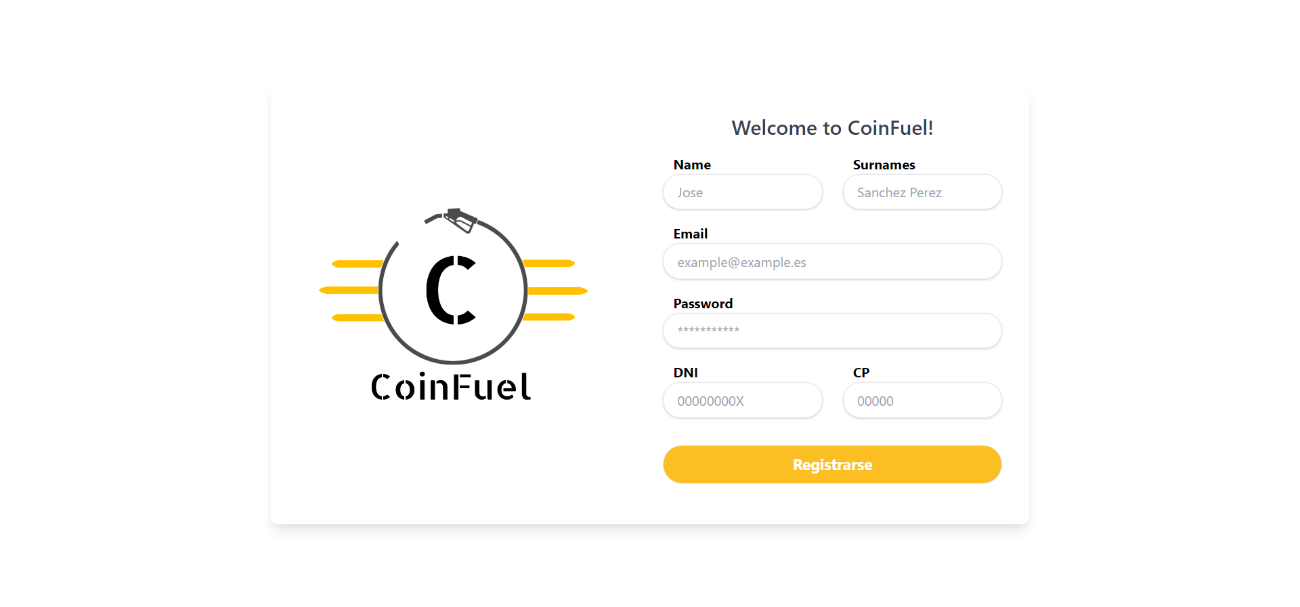 Welcome to CoinFuel!
Name Surnames
Jose Sanchez Perez
Email
example@example.es
Password
***********
DNI CP
00000000X 00000
Registrarse
C
CoinFuel